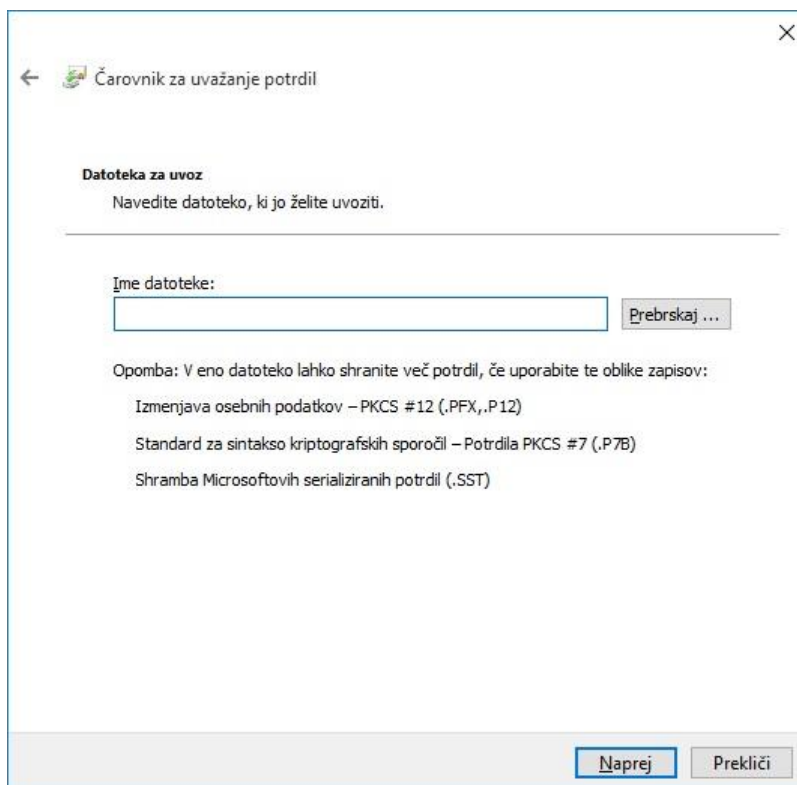 Čarovnik za uvažanje potrdil
Datoteka za uvoz
Navedite datoteko, ki jo želite uvoziti.
Ime datoteke:
Prebrskaj ...
Opomba: V eno datoteko lahko shranite več potrdil, če uporabite te oblike zapisov:
Izmenjava osebnih podatkov – PKCS #12 (.PFX,.P12)
Standard za sintakso kriptografskih sporočil – Potrdila PKCS #7 (.P7B)
Shramba Microsoftovih serializiranih potrdil (.SST)
Naprej Prekliči